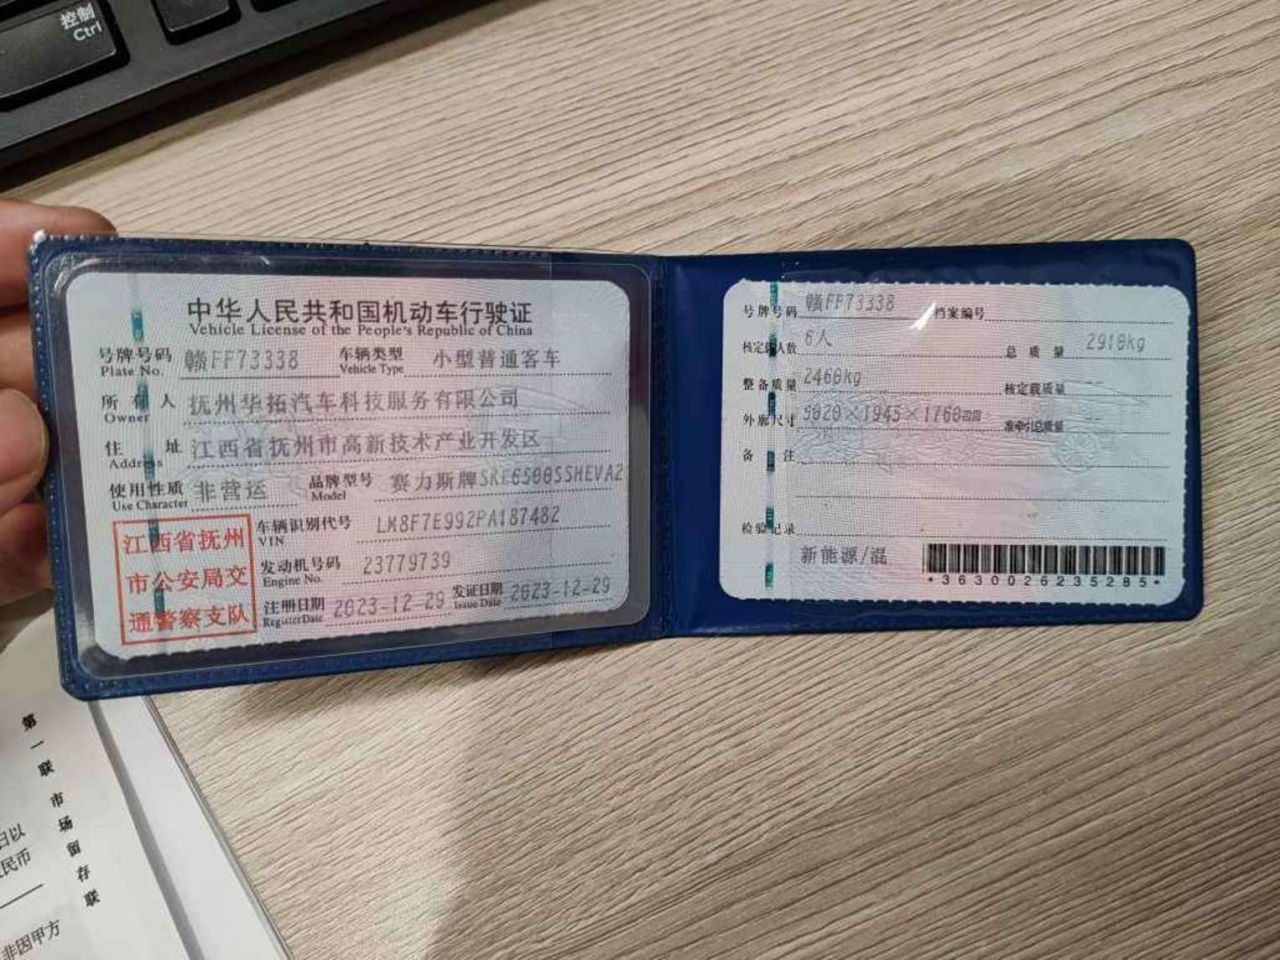 控制
Ctrl
中华人民共和国机动车行驶证
Vehicle License of the People's Republic of China
号牌号码 赣FF73338 车辆类型 小型普通客车
Plate No. Vehicle Type
所有人 抚州华拓汽车科技服务有限公司
Owner
住址 江西省抚州市高新技术产业开发区
Address
使用性质 非营运 品牌型号 赛力斯牌SKE6500SSHEVA2
Use Character Model
江西省抚州
市公安局交
通警察支队
车辆识别代号 LM8F7E992PA187482
VIN
发动机号码 23779739
Engine No.
注册日期 2023-12-29 发证日期 2023-12-29
Register Date Issue Date
号牌号码 赣FF73338 档案编号
核定载人数 6人 总质量 2910kg
整备质量 2460kg 核定载质量 --
外廓尺寸 5020×1945×1760mm 准牵引总质量 --
备注
检验记录
新能源/混
*3630026235285*
第一联 市场留存联
日以
民币
非因甲方